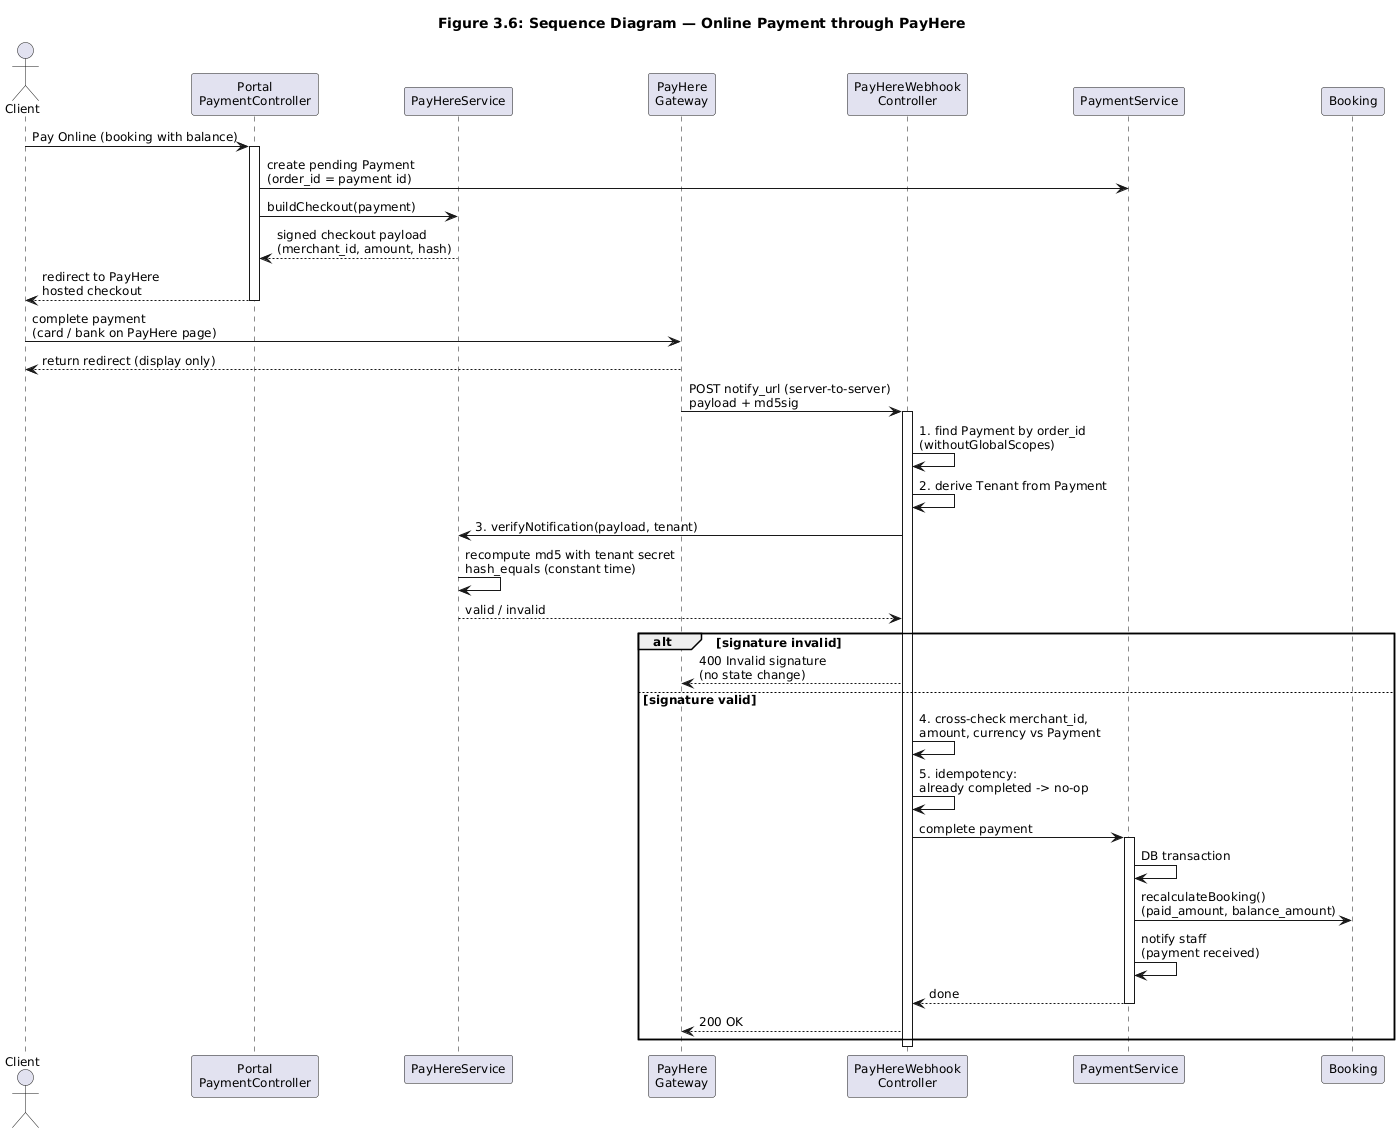 Figure 3.6: Sequence Diagram — Online Payment through PayHere
Client
Portal
PaymentController
PayHereService
PayHere
Gateway
PayHereWebhook
Controller
PaymentService
Booking
Pay Online (booking with balance)
create pending Payment
(order_id = payment id)
buildCheckout(payment)
signed checkout payload
(merchant_id, amount, hash)
redirect to PayHere
hosted checkout
complete payment
(card / bank on PayHere page)
return redirect (display only)
POST notify_url (server-to-server)
payload + md5sig
1. find Payment by order_id
(withoutGlobalScopes)
2. derive Tenant from Payment
3. verifyNotification(payload, tenant)
recompute md5 with tenant secret
hash_equals (constant time)
valid / invalid
alt [signature invalid]
400 Invalid signature
(no state change)
[signature valid]
4. cross-check merchant_id,
amount, currency vs Payment
5. idempotency:
already completed -> no-op
complete payment
DB transaction
recalculateBooking()
(paid_amount, balance_amount)
notify staff
(payment received)
done
200 OK
Client
Portal
PaymentController
PayHereService
PayHere
Gateway
PayHereWebhook
Controller
PaymentService
Booking